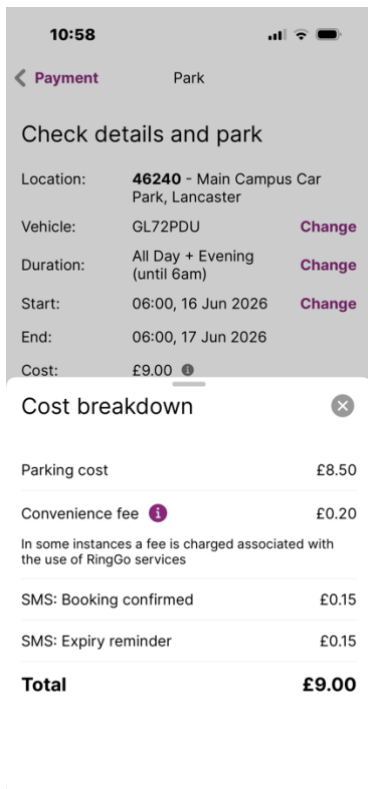 10:58
Payment Park
Check details and park
Location: 46240 - Main Campus Car
Park, Lancaster
Vehicle: GL72PDU Change
Duration: All Day + Evening
(until 6am) Change
Start: 06:00, 16 Jun 2026 Change
End: 06:00, 17 Jun 2026
Cost: £9.00 i
Cost breakdown
Parking cost £8.50
Convenience fee i £0.20
In some instances a fee is charged associated with
the use of RingGo services
SMS: Booking confirmed £0.15
SMS: Expiry reminder £0.15
Total £9.00